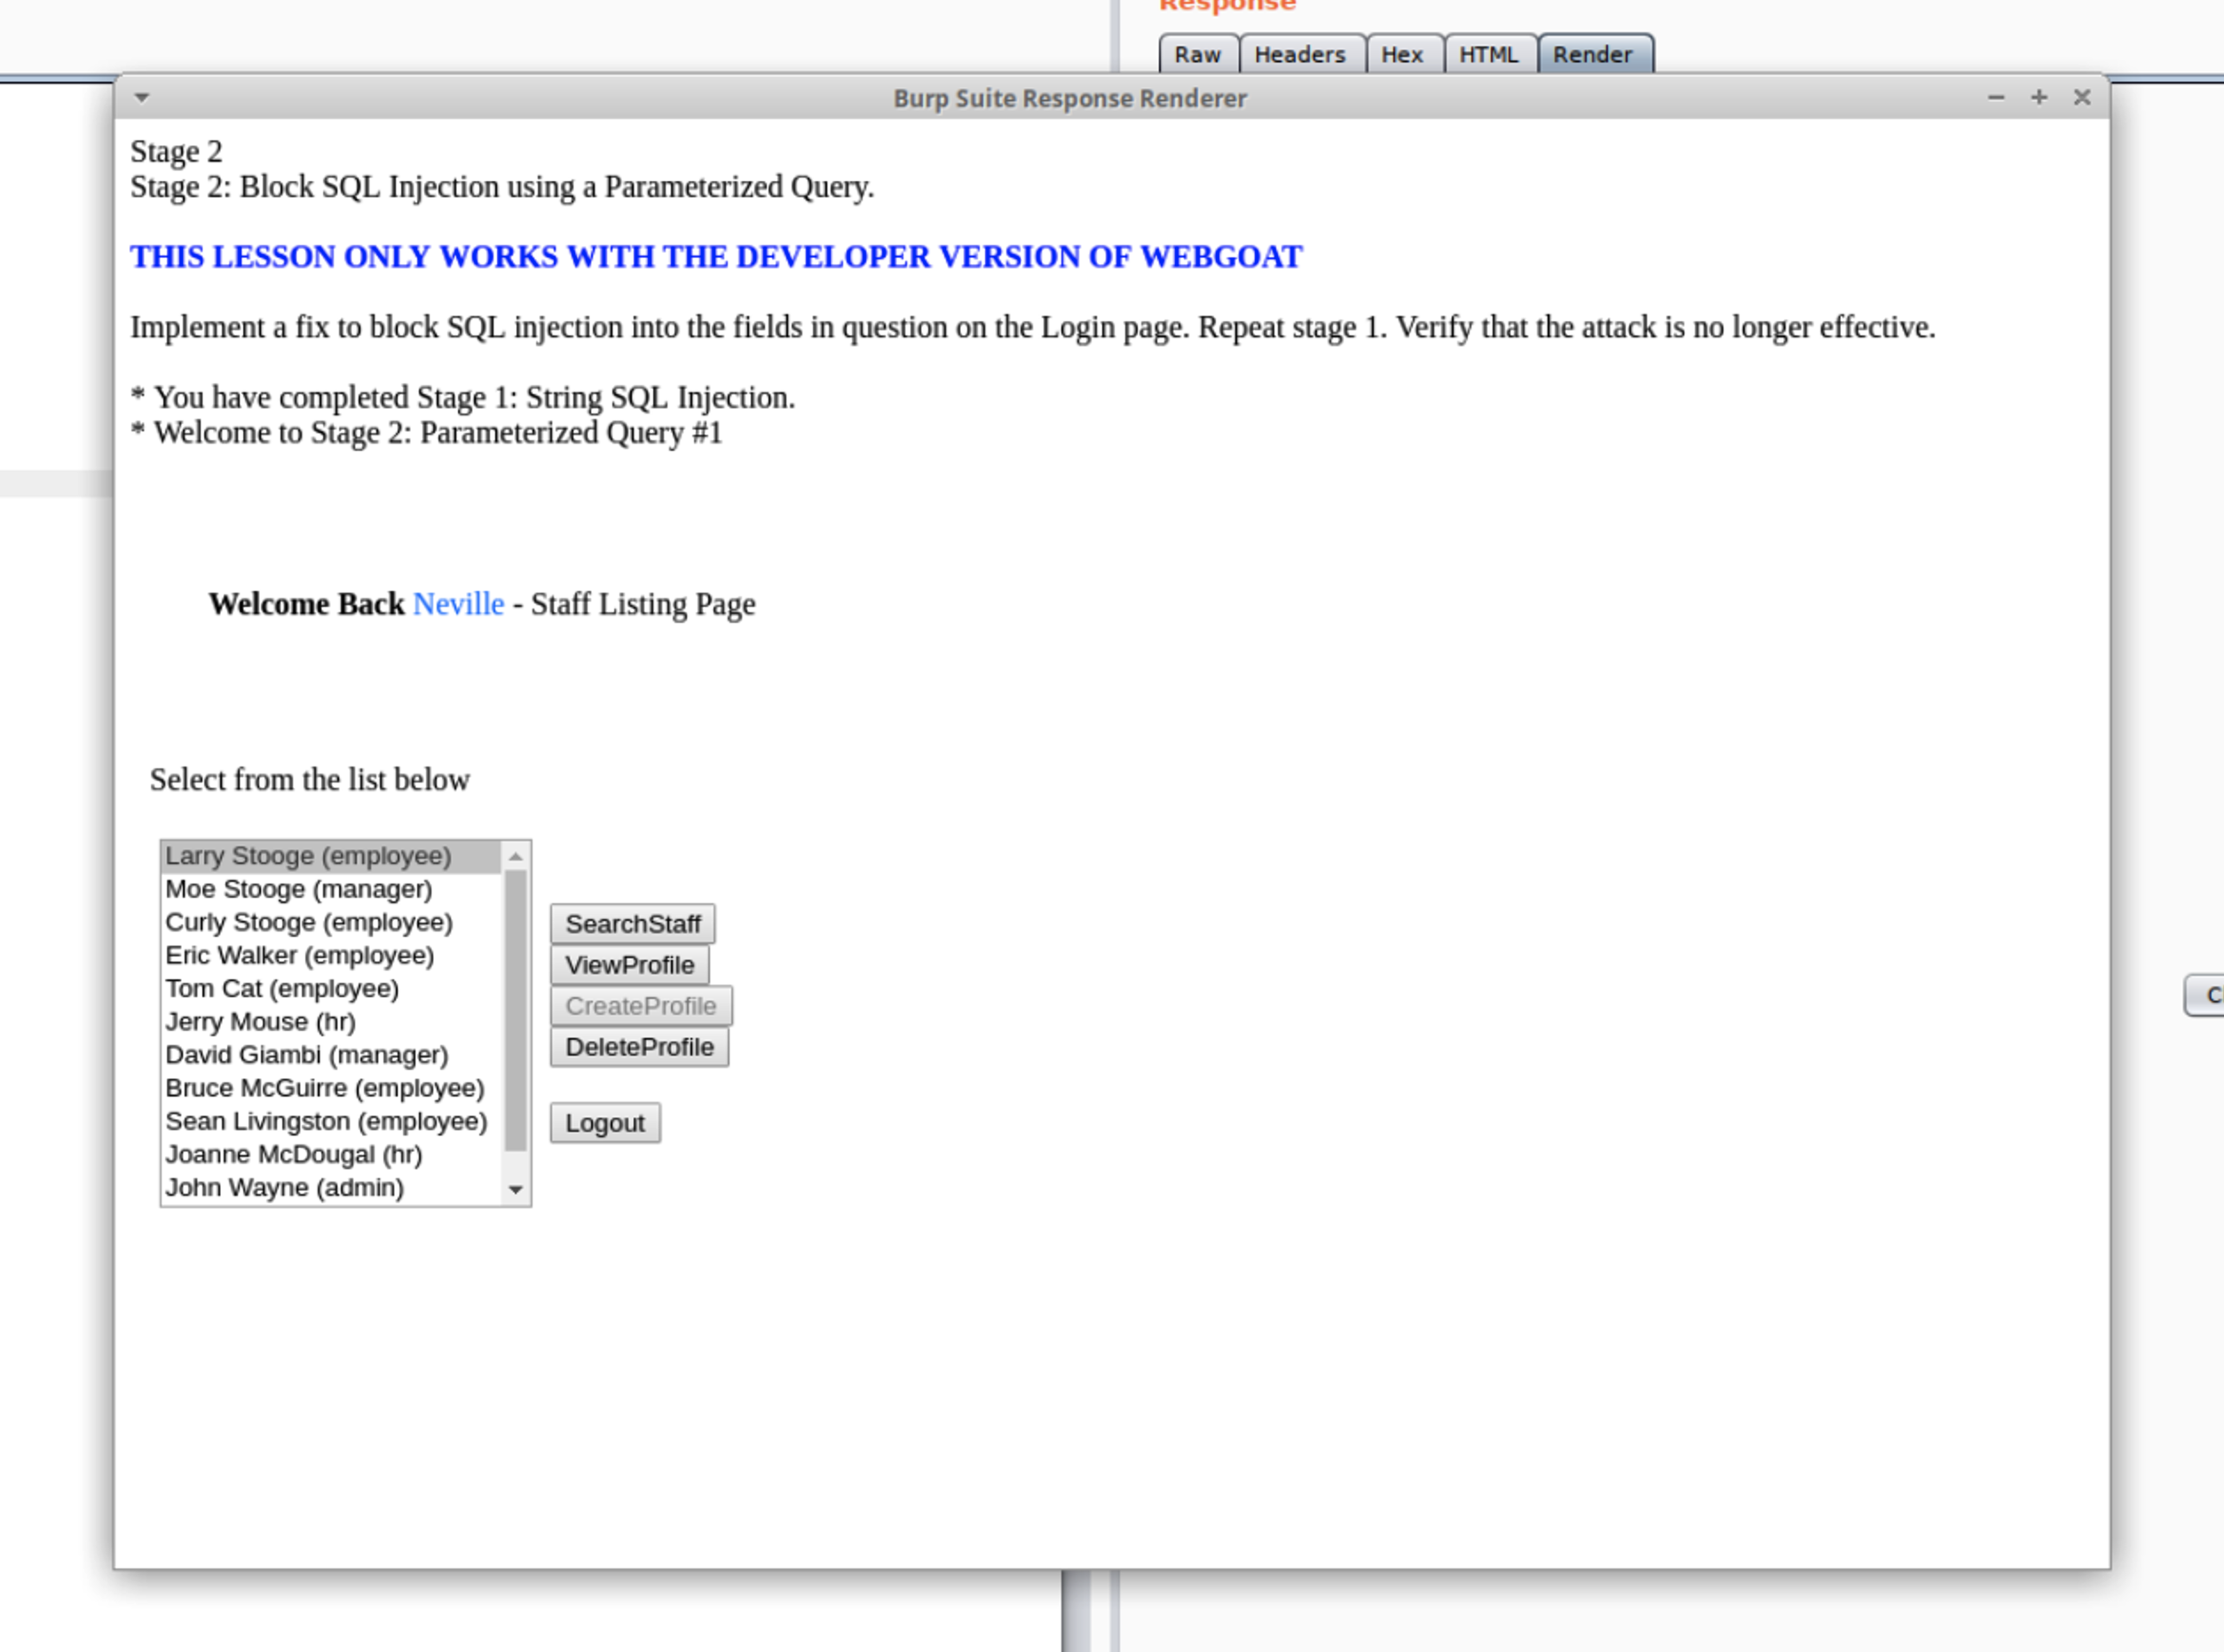 Response
Raw Headers Hex HTML Render
Burp Suite Response Renderer
Stage 2
Stage 2: Block SQL Injection using a Parameterized Query.
THIS LESSON ONLY WORKS WITH THE DEVELOPER VERSION OF WEBGOAT
Implement a fix to block SQL injection into the fields in question on the Login page. Repeat stage 1. Verify that the attack is no longer effective.
* You have completed Stage 1: String SQL Injection.
* Welcome to Stage 2: Parameterized Query #1
Welcome Back Neville - Staff Listing Page
Select from the list below
Larry Stooge (employee)
Moe Stooge (manager)
Curly Stooge (employee)
Eric Walker (employee)
Tom Cat (employee)
Jerry Mouse (hr)
David Giambi (manager)
Bruce McGuirre (employee)
Sean Livingston (employee)
Joanne McDougal (hr)
John Wayne (admin)
SearchStaff
ViewProfile
CreateProfile
DeleteProfile
Logout